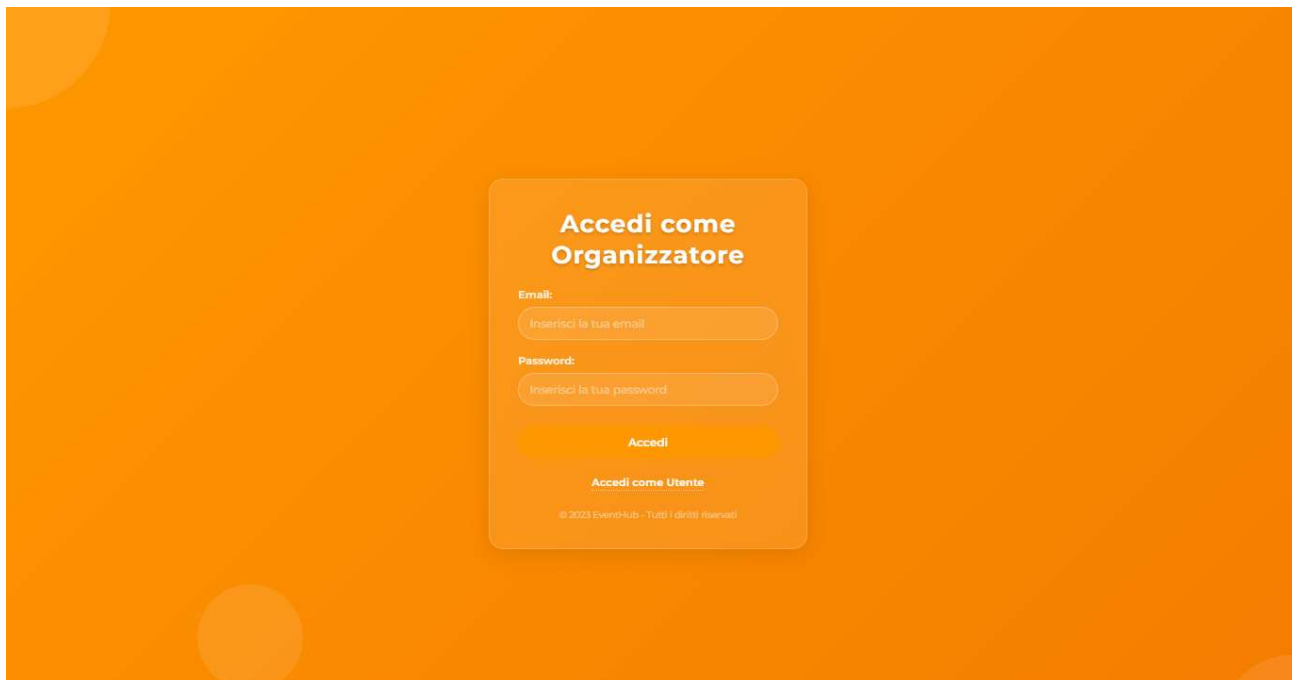 Accedi come
Organizzatore
Email:
Inserisci la tua email
Password:
Inserisci la tua password
Accedi
Accedi come Utente
© 2023 EventHub - Tutti i diritti riservati